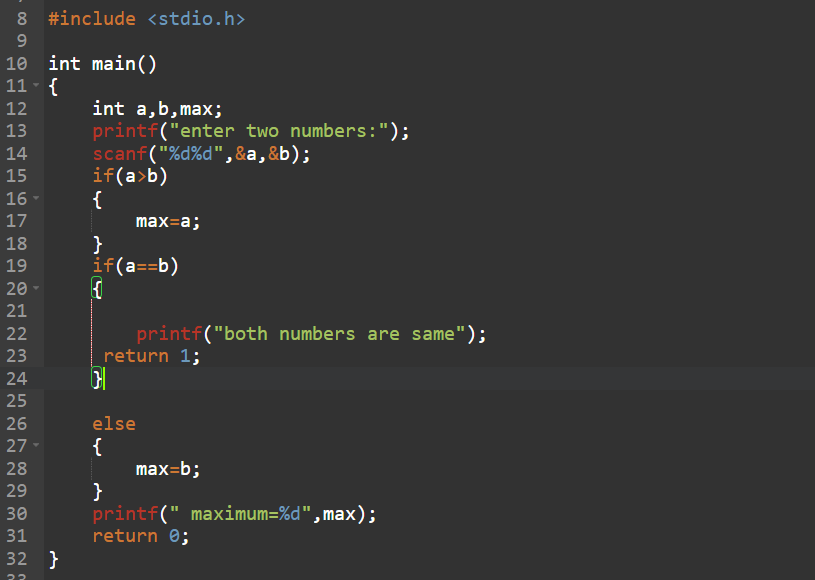 8 #include <stdio.h>
9
10 int main()
11 {
12     int a,b,max;
13     printf("enter two numbers:");
14     scanf("%d%d",&a,&b);
15     if(a>b)
16     {
17         max=a;
18     }
19     if(a==b)
20     {
21
22         printf("both numbers are same");
23      return 1;
24     }
25
26     else
27     {
28         max=b;
29     }
30     printf(" maximum=%d",max);
31     return 0;
32 }